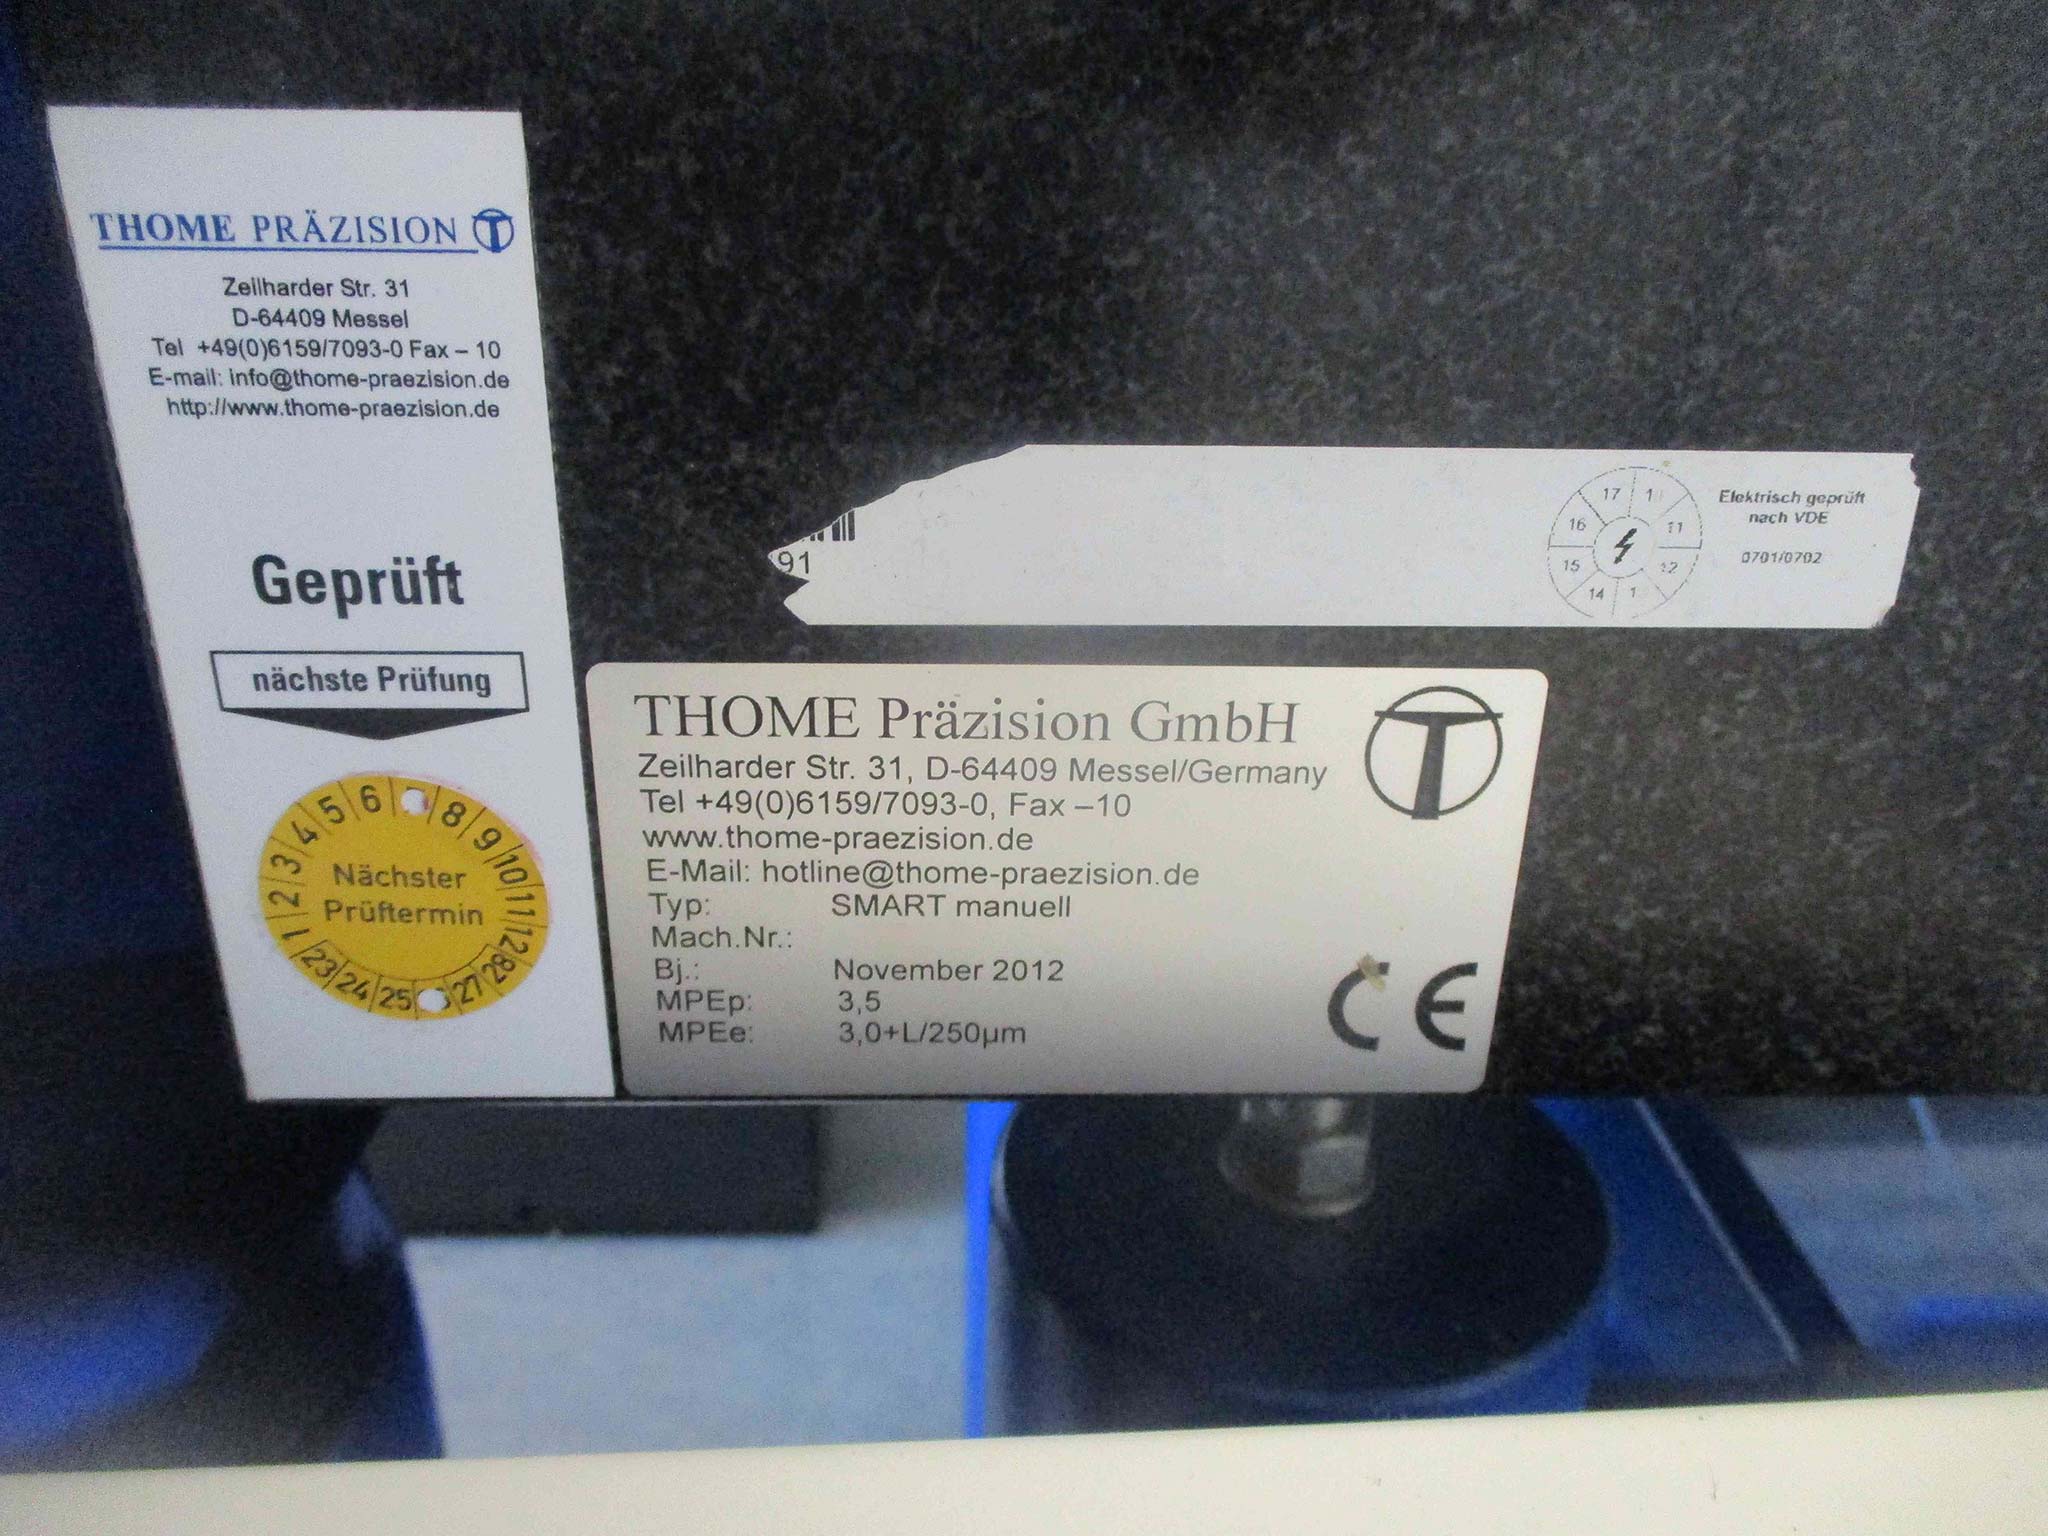 THOME PRÄZISION
Zeilharder Str. 31
D-64409 Messel
Tel +49(0)6159/7093-0 Fax – 10
E-mail: info@thome-praezision.de
http://www.thome-praezision.de
Geprüft
nächste Prüfung
1 2 3 4 5 6 8 9 10 11 12
Nächster
Prüftermin
23 24 25 27 28
91
17 1 11 12 1 14 15 16
Elektrisch geprüft
nach VDE
0701/0702
THOME Präzision GmbH
Zeilharder Str. 31, D-64409 Messel/Germany
Tel +49(0)6159/7093-0, Fax –10
www.thome-praezision.de
E-Mail: hotline@thome-praezision.de
Typ: SMART manuell
Mach.Nr.:
Bj.: November 2012
MPEp: 3,5
MPEe: 3,0+L/250µm
CE